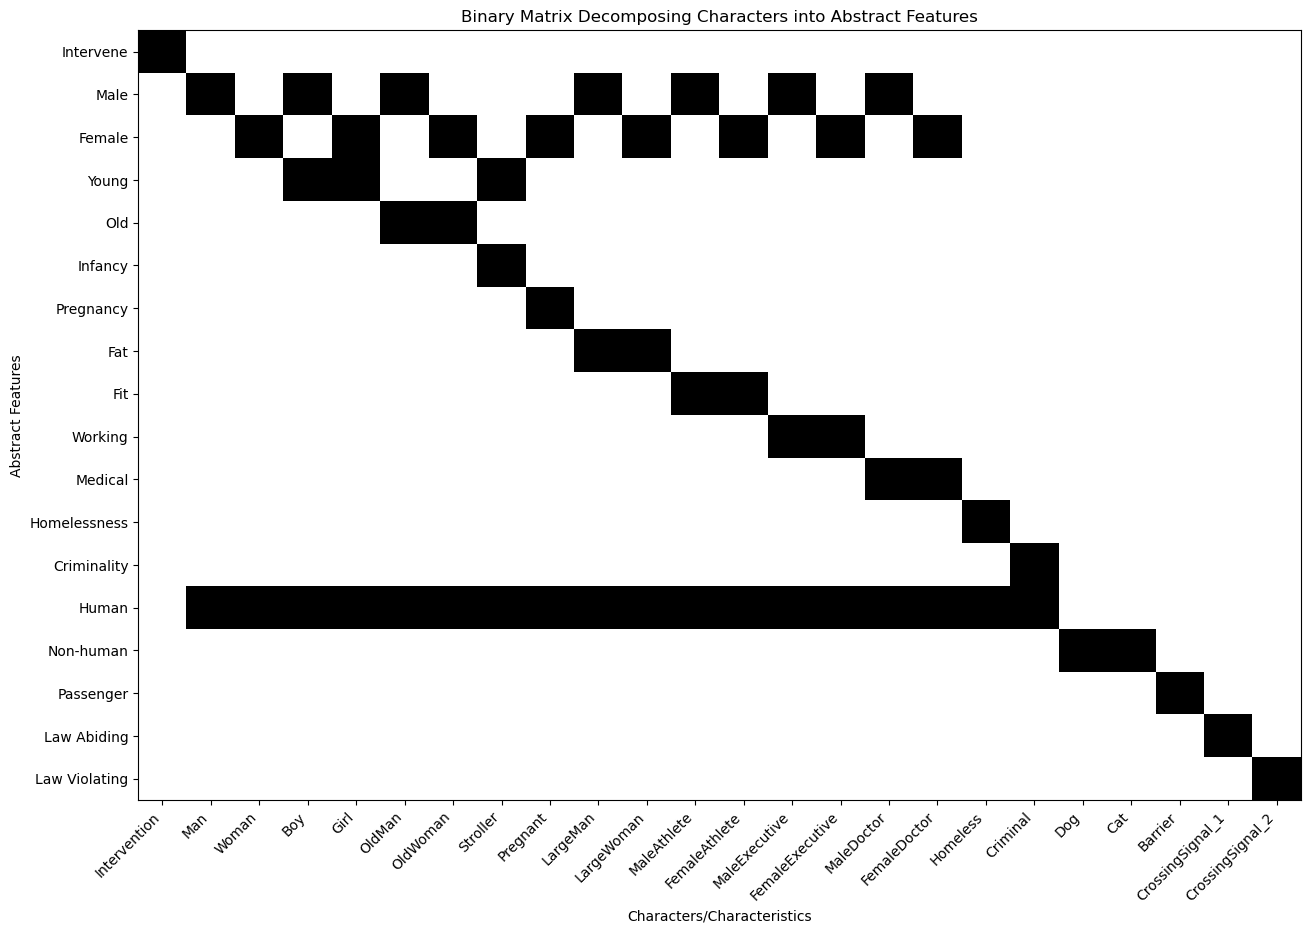 Binary Matrix Decomposing Characters into Abstract Features
Abstract Features
Intervene
Male
Female
Young
Old
Infancy
Pregnancy
Fat
Fit
Working
Medical
Homelessness
Criminality
Human
Non-human
Passenger
Law Abiding
Law Violating
Intervention
Man
Woman
Boy
Girl
OldMan
OldWoman
Stroller
Pregnant
LargeMan
LargeWoman
MaleAthlete
FemaleAthlete
MaleExecutive
FemaleExecutive
MaleDoctor
FemaleDoctor
Homeless
Criminal
Dog
Cat
Barrier
CrossingSignal_1
CrossingSignal_2
Characters/Characteristics